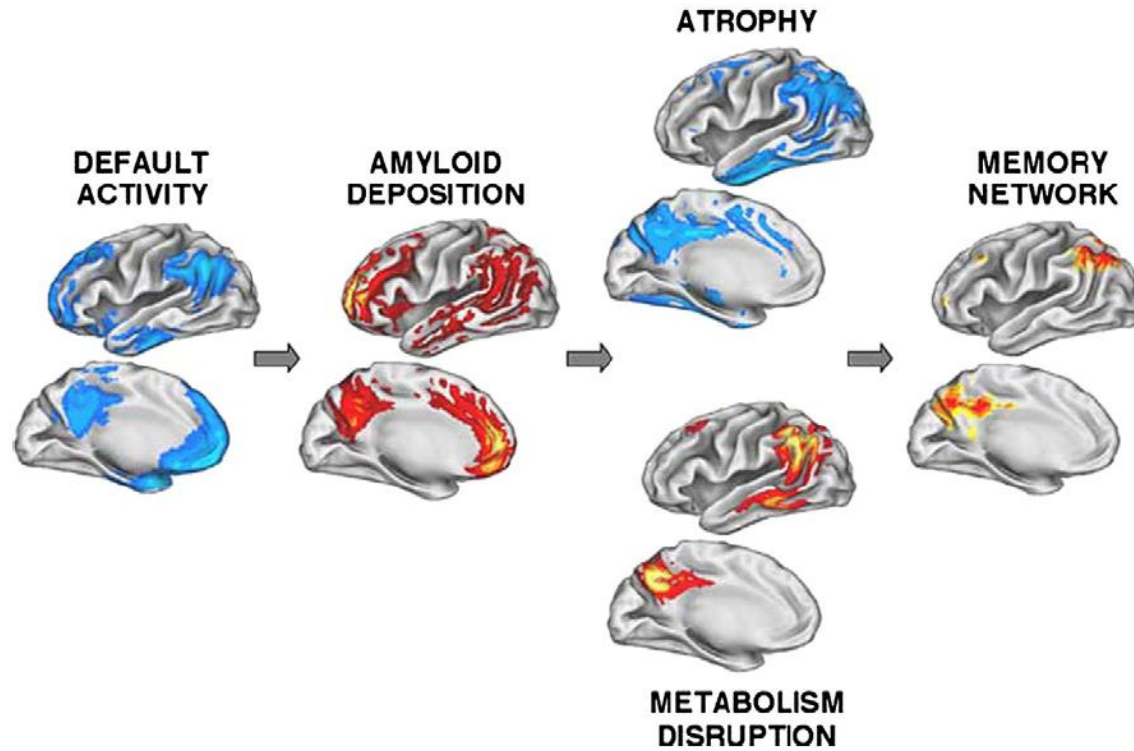 DEFAULT
ACTIVITY
AMYLOID
DEPOSITION
ATROPHY
METABOLISM
DISRUPTION
MEMORY
NETWORK